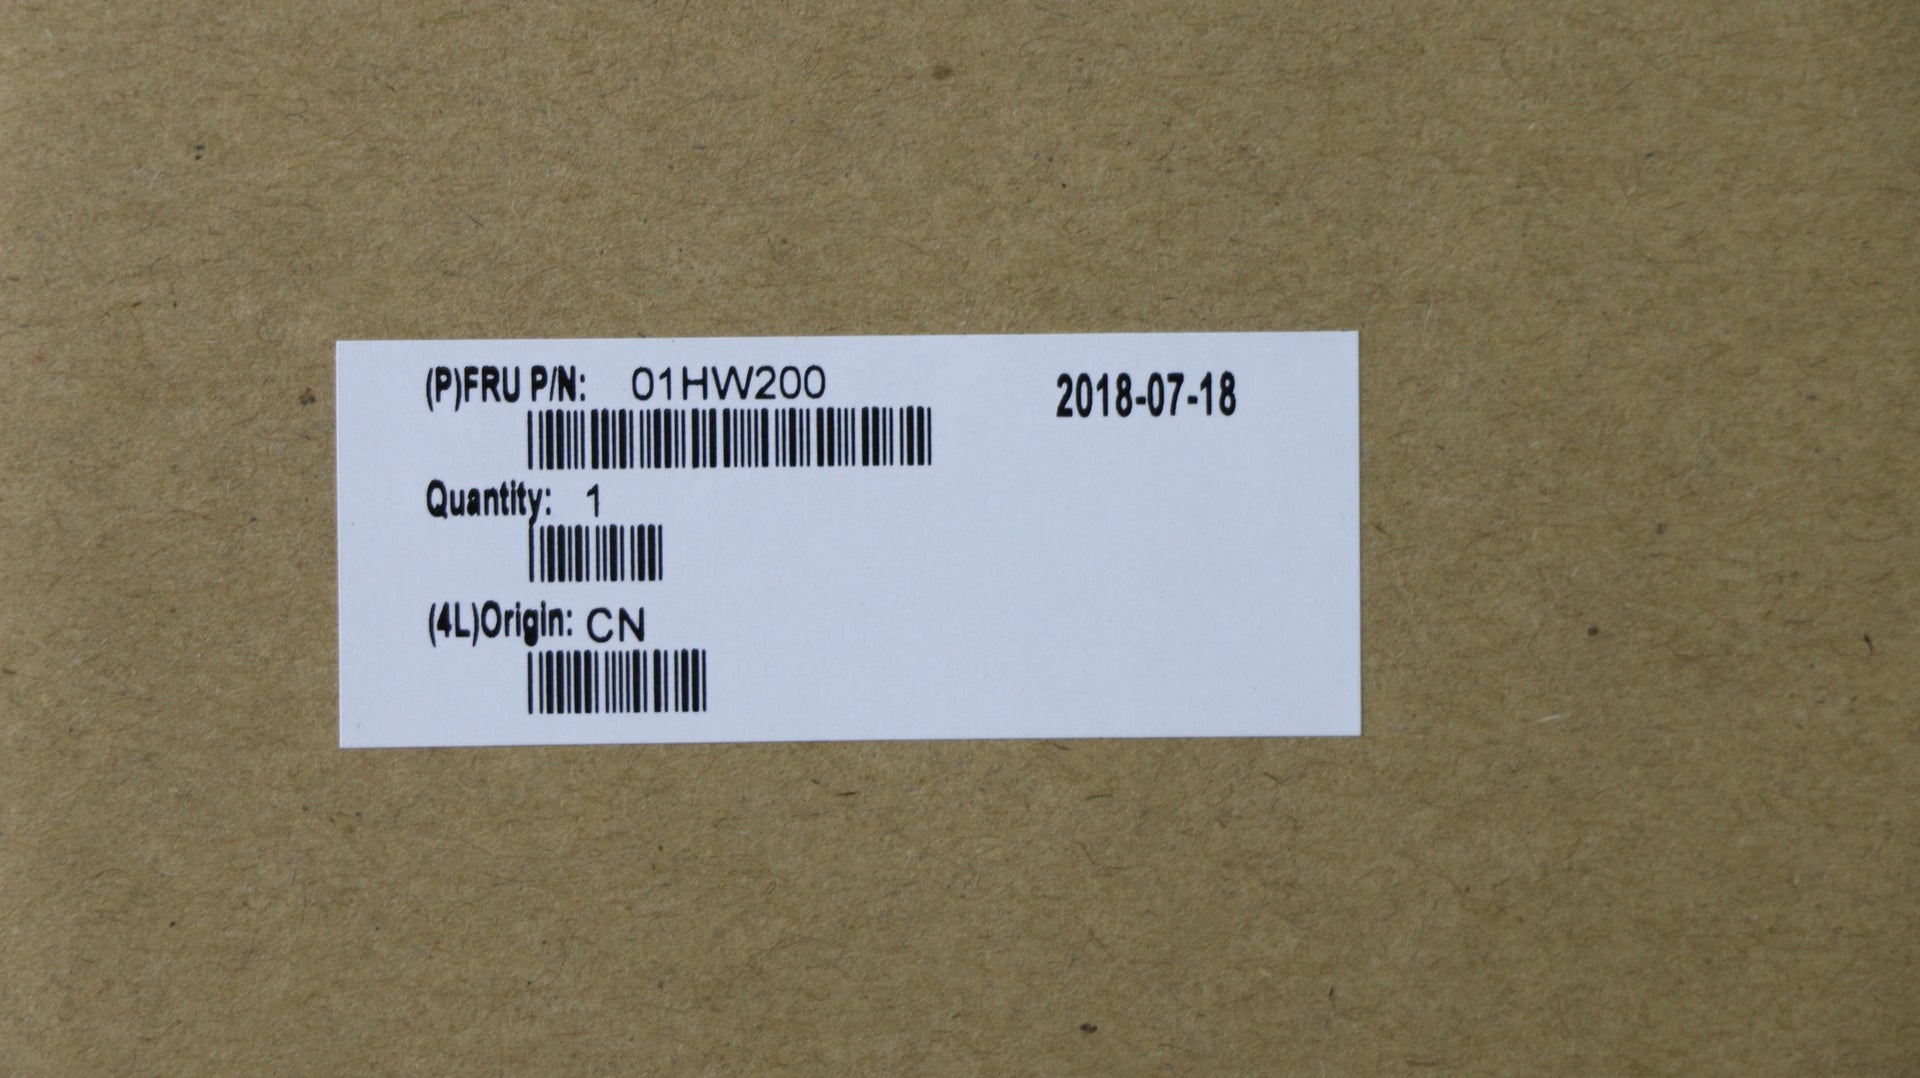 (P)FRU P/N: 01HW200
2018-07-18
Quantity: 1
(4L)Origin: CN